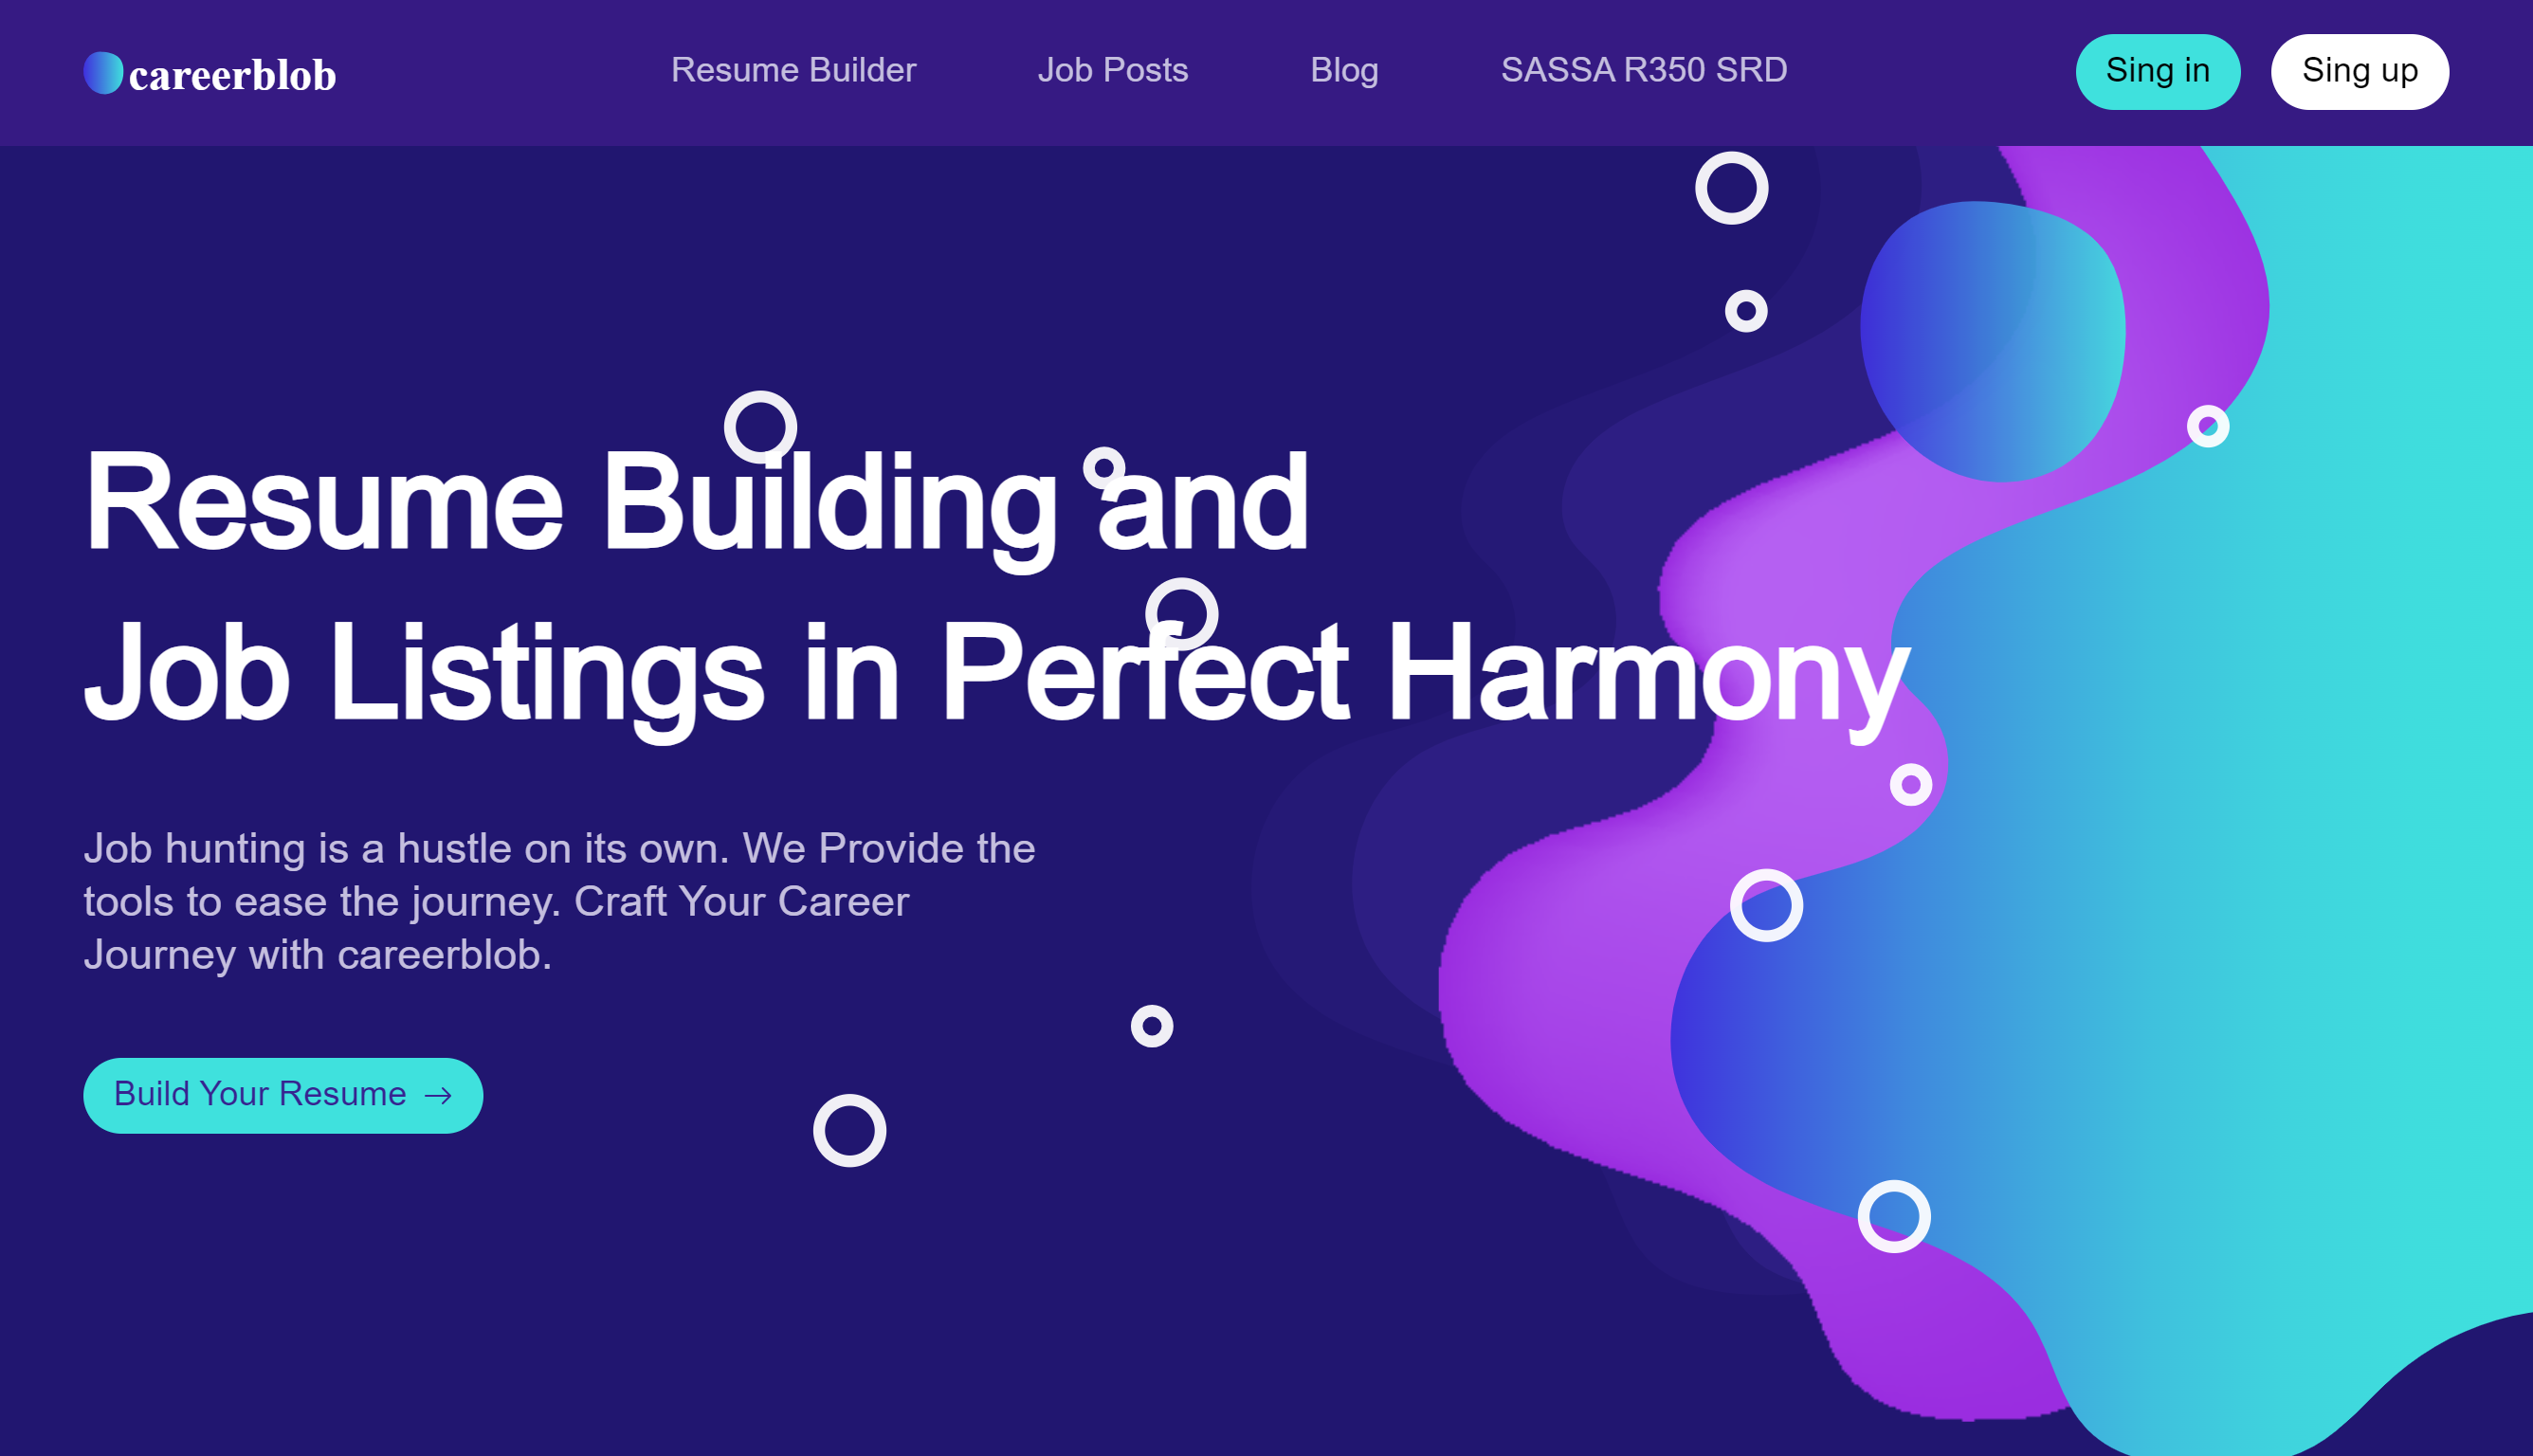 careerblob
Resume Builder
Job Posts
Blog
SASSA R350 SRD
Sing in
Sing up
Resume Building and
Job Listings in Perfect Harmony
Job hunting is a hustle on its own. We Provide the
tools to ease the journey. Craft Your Career
Journey with careerblob.
Build Your Resume →